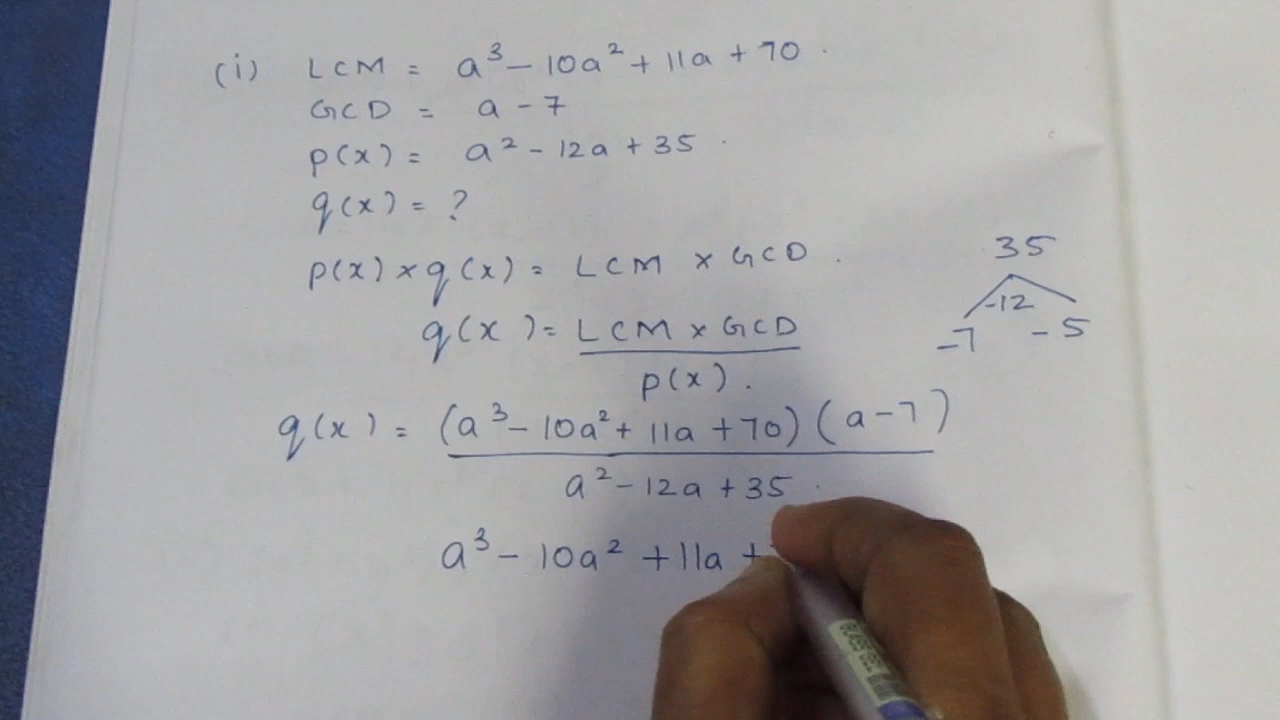 (i) LCM = a³ - 10a² + 11a + 70.
GCD = a - 7
p(x) = a² - 12a + 35.
q(x) = ?
p(x) × q(x) = LCM × GCD.
35
-12
-7 -5
q(x) = LCM × GCD
p(x).
q(x) = (a³ - 10a² + 11a + 70)(a - 7)
a² - 12a + 35.
a³ - 10a² + 11a +